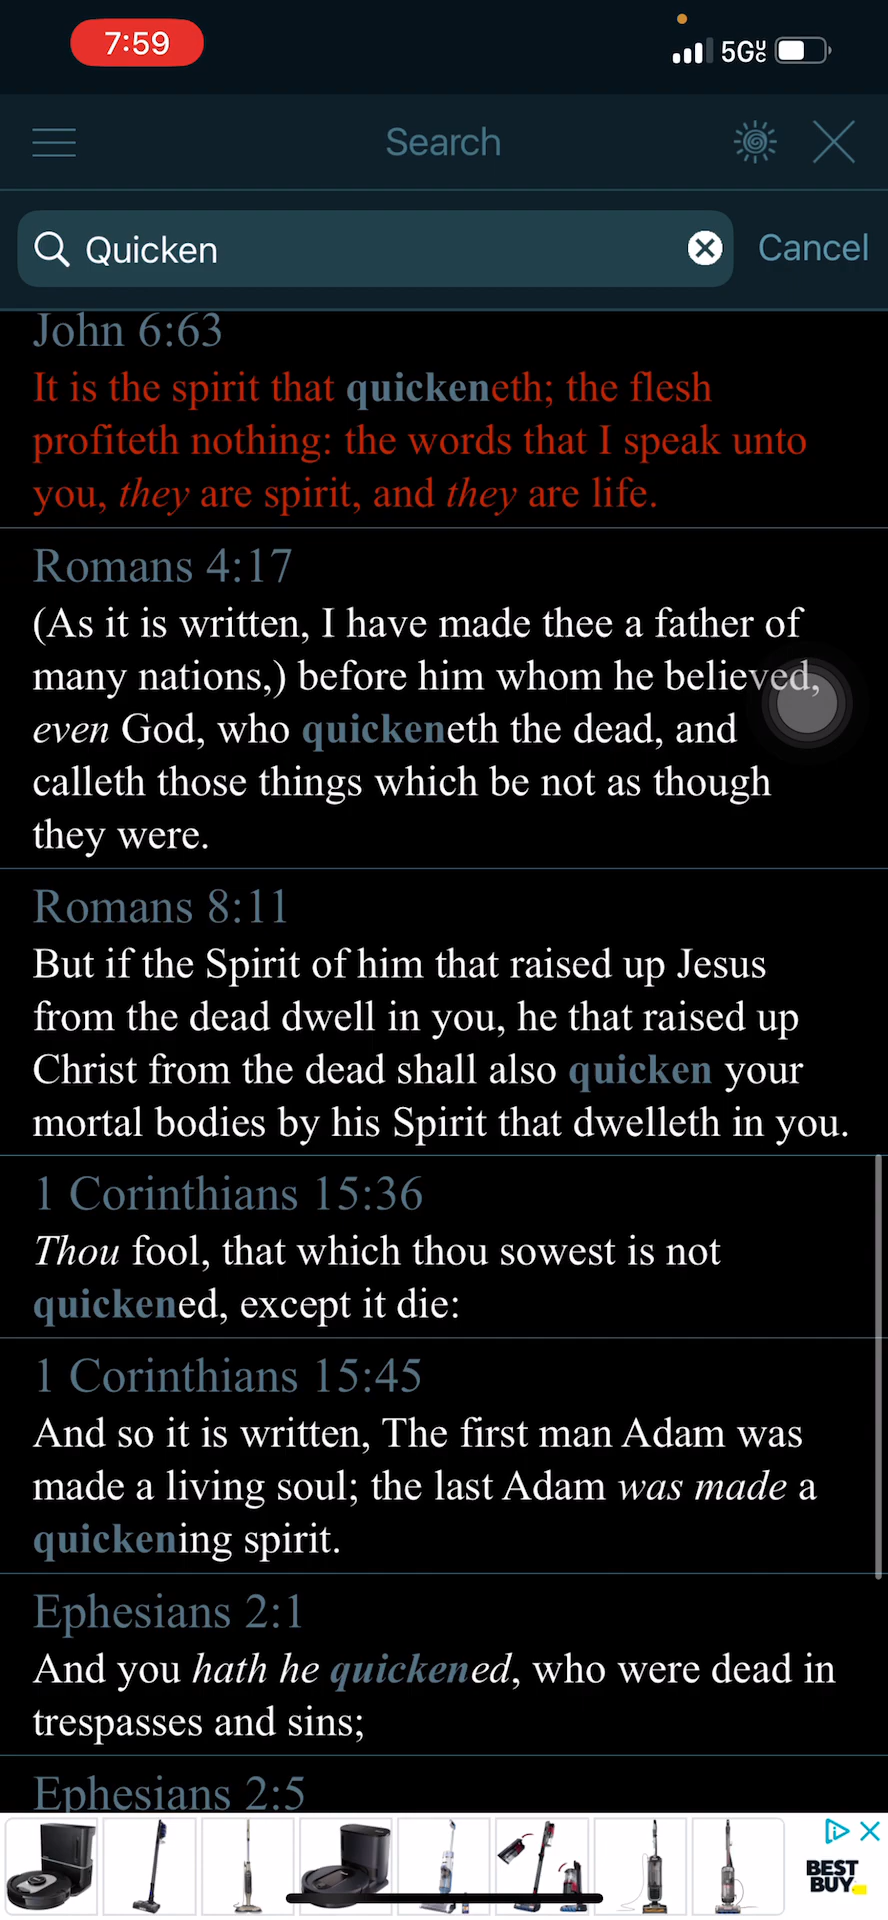 7:59
5G
Search
Quicken
Cancel
John 6:63
It is the spirit that quickeneth; the flesh
profiteth nothing: the words that I speak unto
you, they are spirit, and they are life.
Romans 4:17
(As it is written, I have made thee a father of
many nations,) before him whom he believed,
even God, who quickeneth the dead, and
calleth those things which be not as though
they were.
Romans 8:11
But if the Spirit of him that raised up Jesus
from the dead dwell in you, he that raised up
Christ from the dead shall also quicken your
mortal bodies by his Spirit that dwelleth in you.
1 Corinthians 15:36
Thou fool, that which thou sowest is not
quickened, except it die:
1 Corinthians 15:45
And so it is written, The first man Adam was
made a living soul; the last Adam was made a
quickening spirit.
Ephesians 2:1
And you hath he quickened, who were dead in
trespasses and sins;
Ephesians 2:5
BEST
BUY